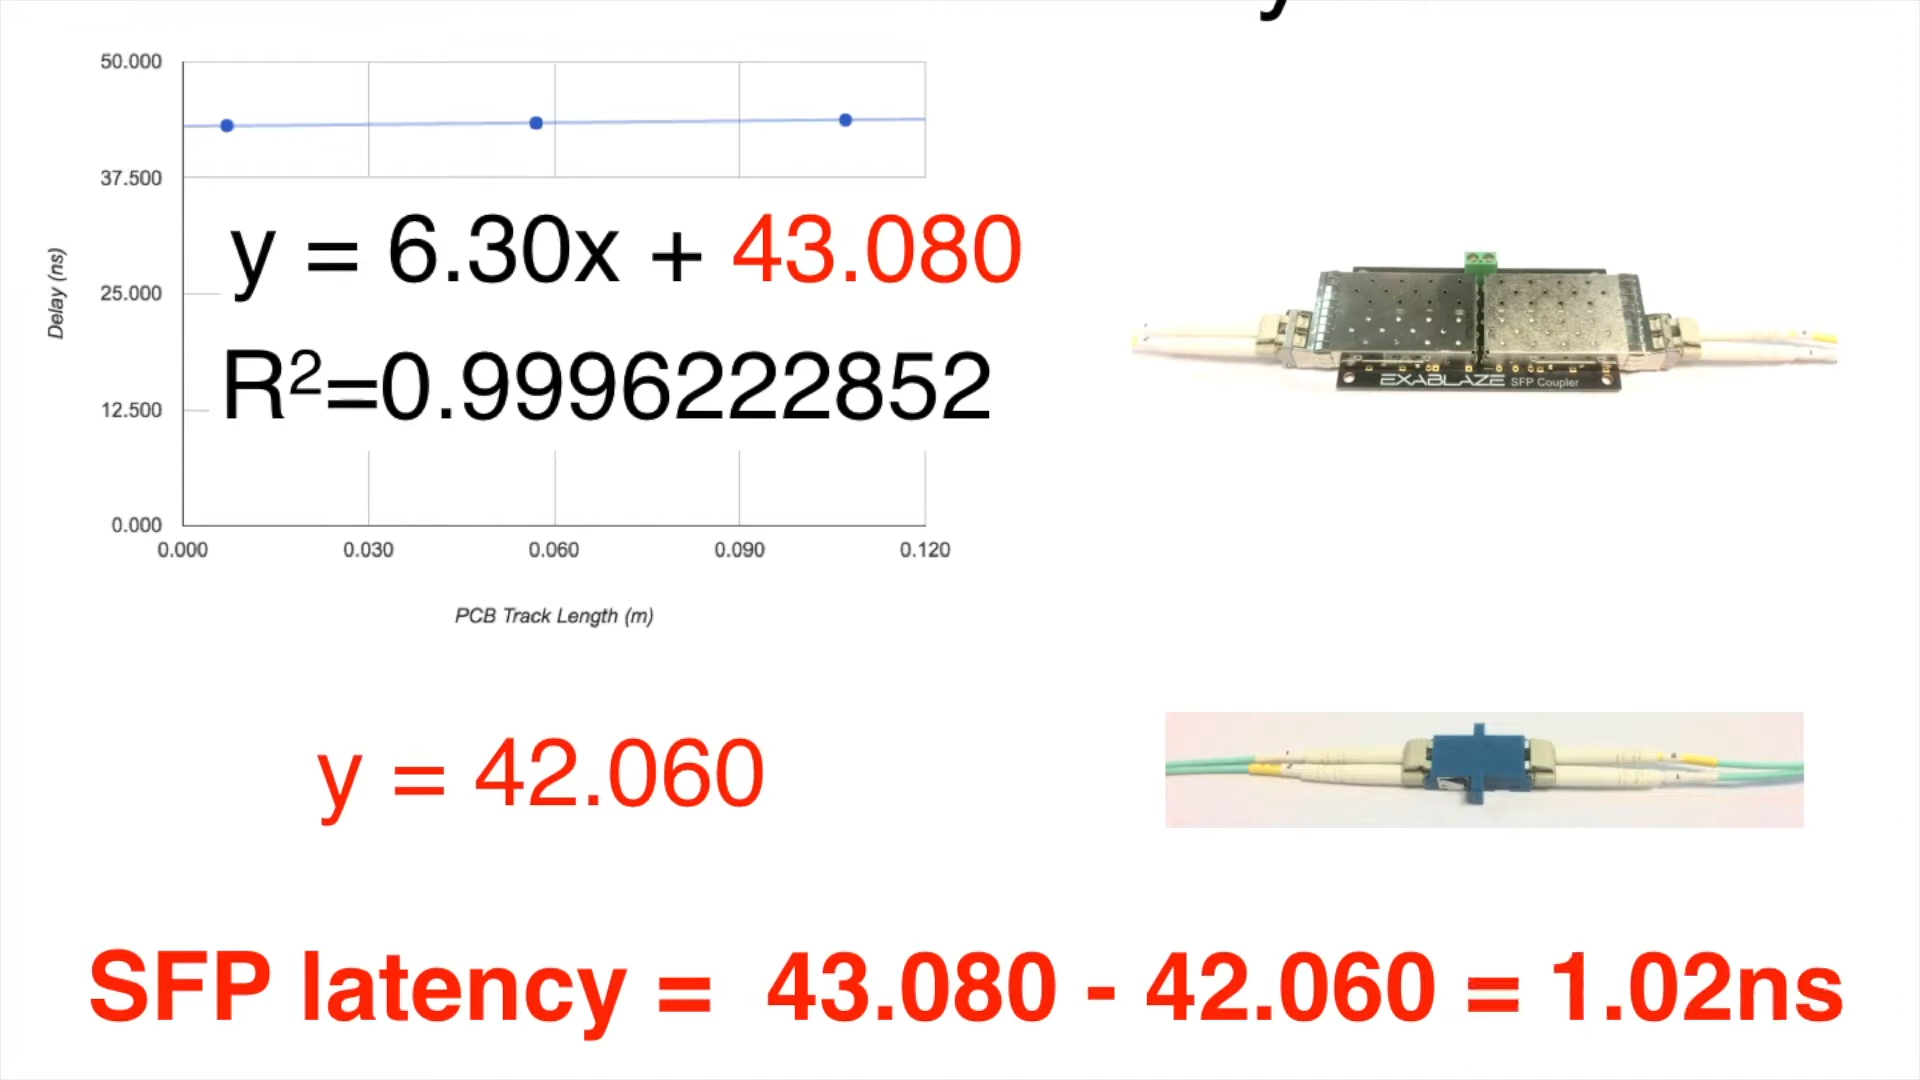 50.000
37.500
25.000
12.500
0.000
Delay (ns)
y = 6.30x + 43.080
R²=0.9996222852
0.000 0.030 0.060 0.090 0.120
PCB Track Length (m)
EXABLAZE SFP Coupler
y = 42.060
SFP latency = 43.080 - 42.060 = 1.02ns